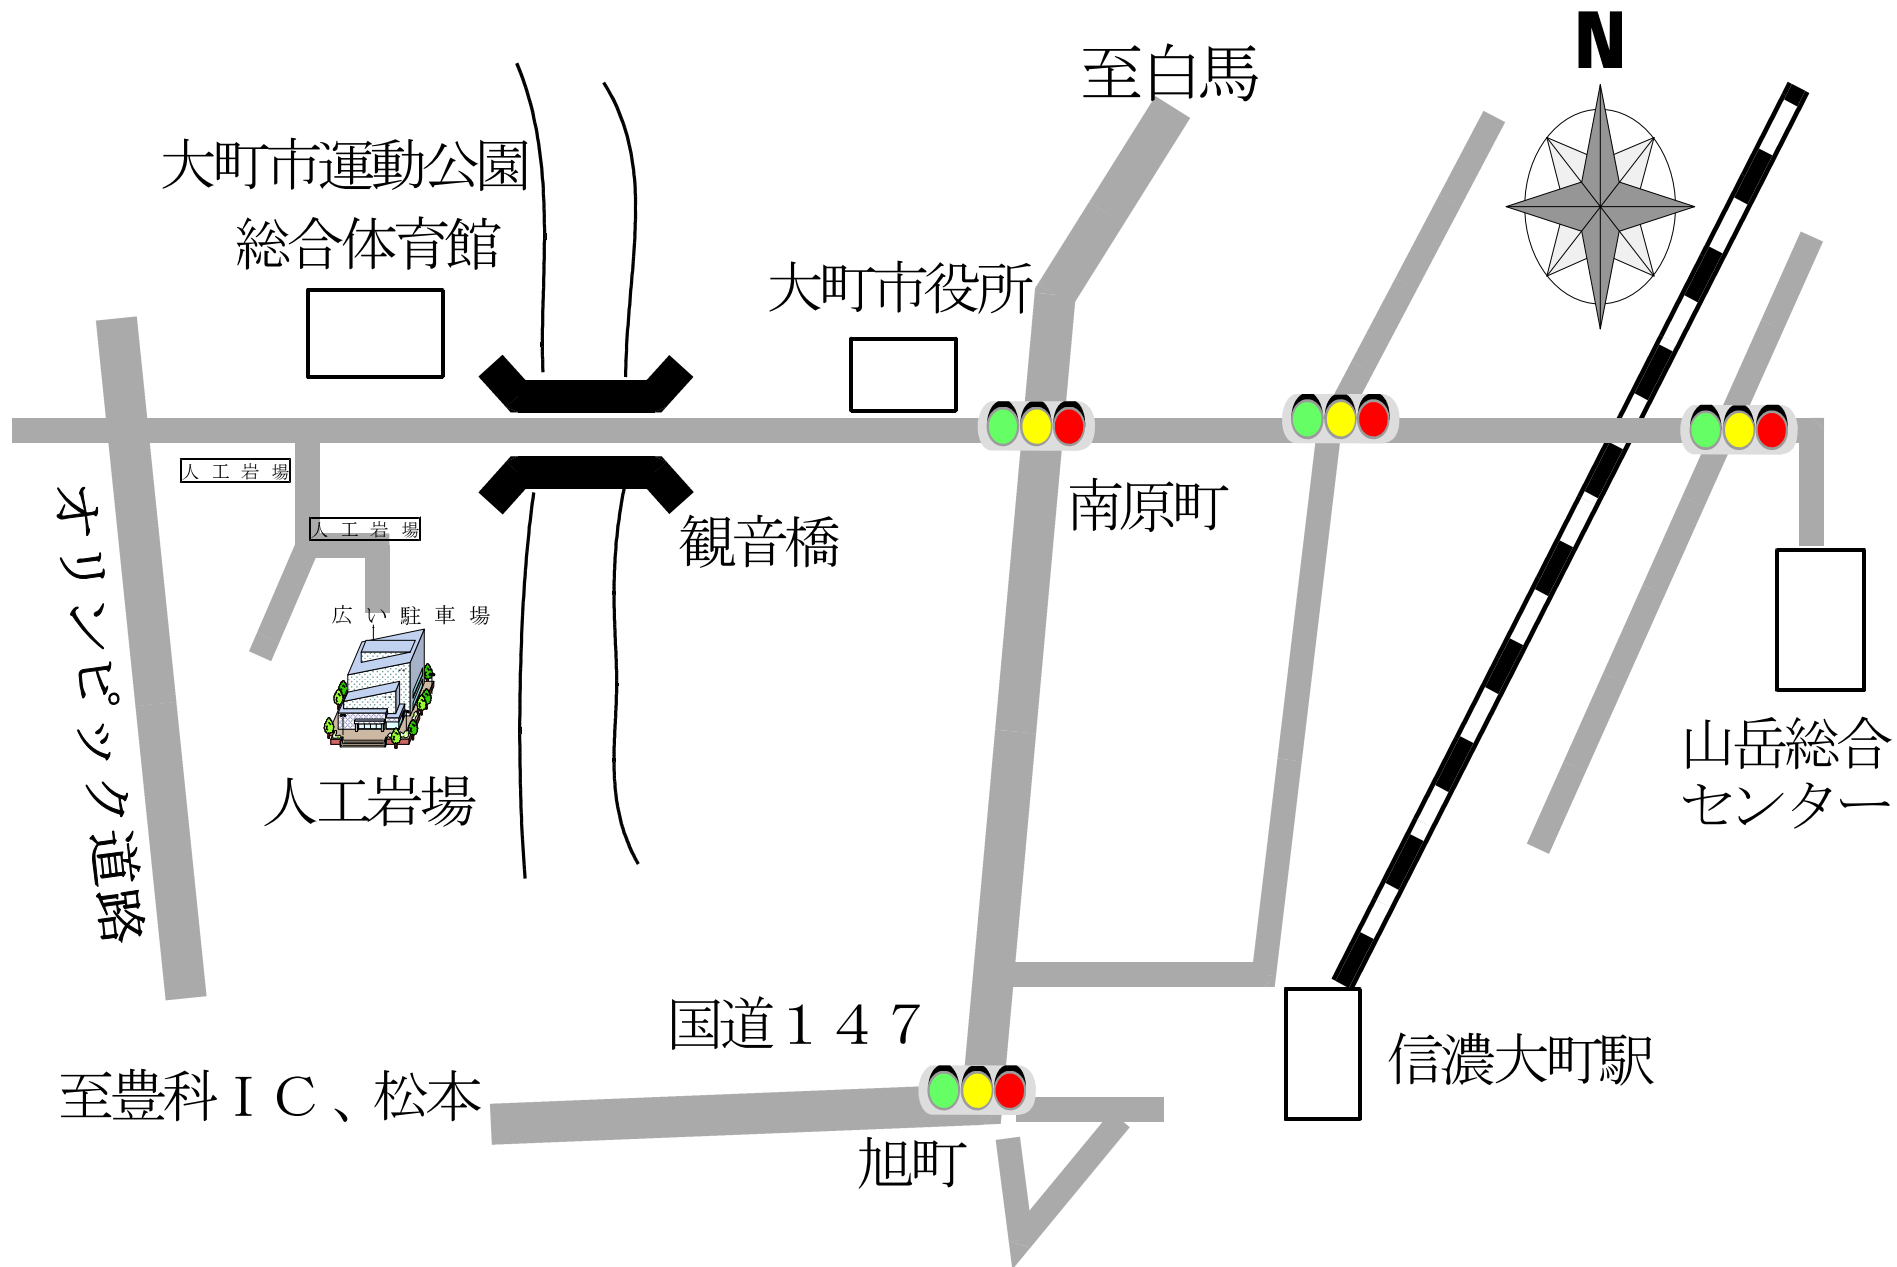 N
至白馬
大町市運動公園
総合体育館
大町市役所
人工岩場
人工岩場
南原町
観音橋
オリンピック道路
広い駐車場
人工岩場
山岳総合
センター
国道１４７
信濃大町駅
至豊科ＩＣ、松本
旭町